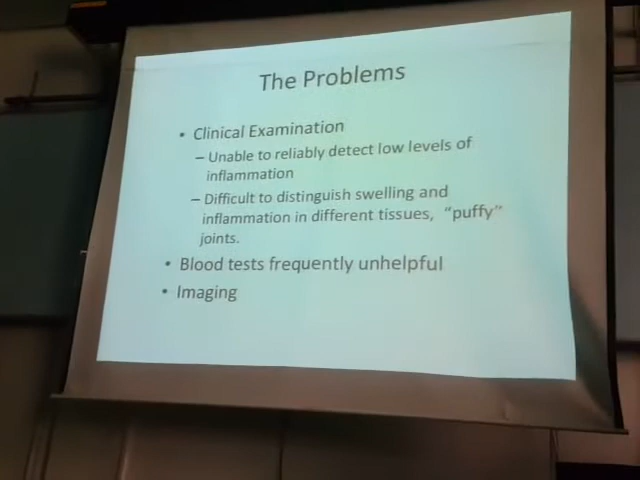 The Problems
• Clinical Examination
– Unable to reliably detect low levels of
inflammation
– Difficult to distinguish swelling and
inflammation in different tissues, “puffy”
joints.
• Blood tests frequently unhelpful
• Imaging